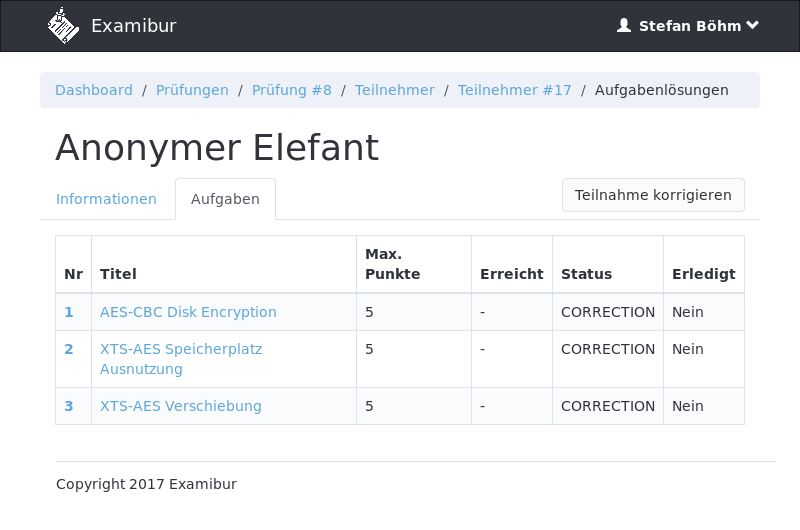 Examibur
Stefan Böhm
Dashboard / Prüfungen / Prüfung #8 / Teilnehmer / Teilnehmer #17 / Aufgabenlösungen
Anonymer Elefant
Informationen Aufgaben Teilnahme korrigieren
Nr Titel Max. Punkte Erreicht Status Erledigt
1 AES-CBC Disk Encryption 5 - CORRECTION Nein
2 XTS-AES Speicherplatz Ausnutzung 5 - CORRECTION Nein
3 XTS-AES Verschiebung 5 - CORRECTION Nein
Copyright 2017 Examibur